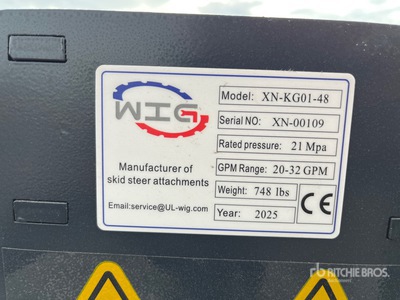 WIG
Manufacturer of
skid steer attachments
Email:service@UL-wig.com
Model: XN-KG01-48
Serial NO: XN-00109
Rated pressure: 21 Mpa
GPM Range: 20-32 GPM
Weight: 748 lbs
Year: 2025
CE
RITCHIE BROS.